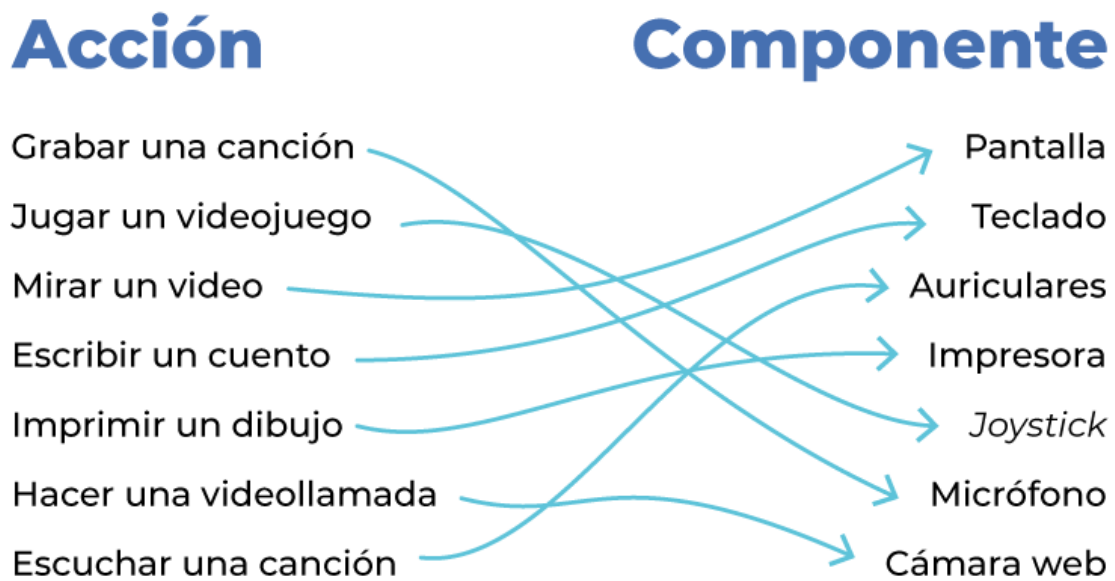 Acción Componente
Grabar una canción Pantalla
Jugar un videojuego Teclado
Mirar un video Auriculares
Escribir un cuento Impresora
Imprimir un dibujo Joystick
Hacer una videollamada Micrófono
Escuchar una canción Cámara web